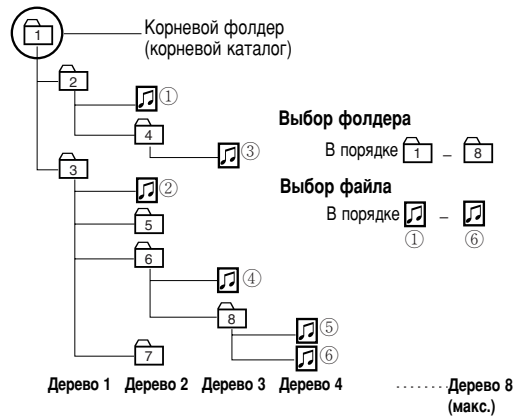 1
Корневой фолдер
(корневой каталог)
2
①
4
③
3
②
5
6
④
8
⑤
⑥
7
Выбор фолдера
В порядке 1 – 8
Выбор файла
В порядке –
① ⑥
Дерево 1 Дерево 2 Дерево 3 Дерево 4 ········Дерево 8
(макс.)